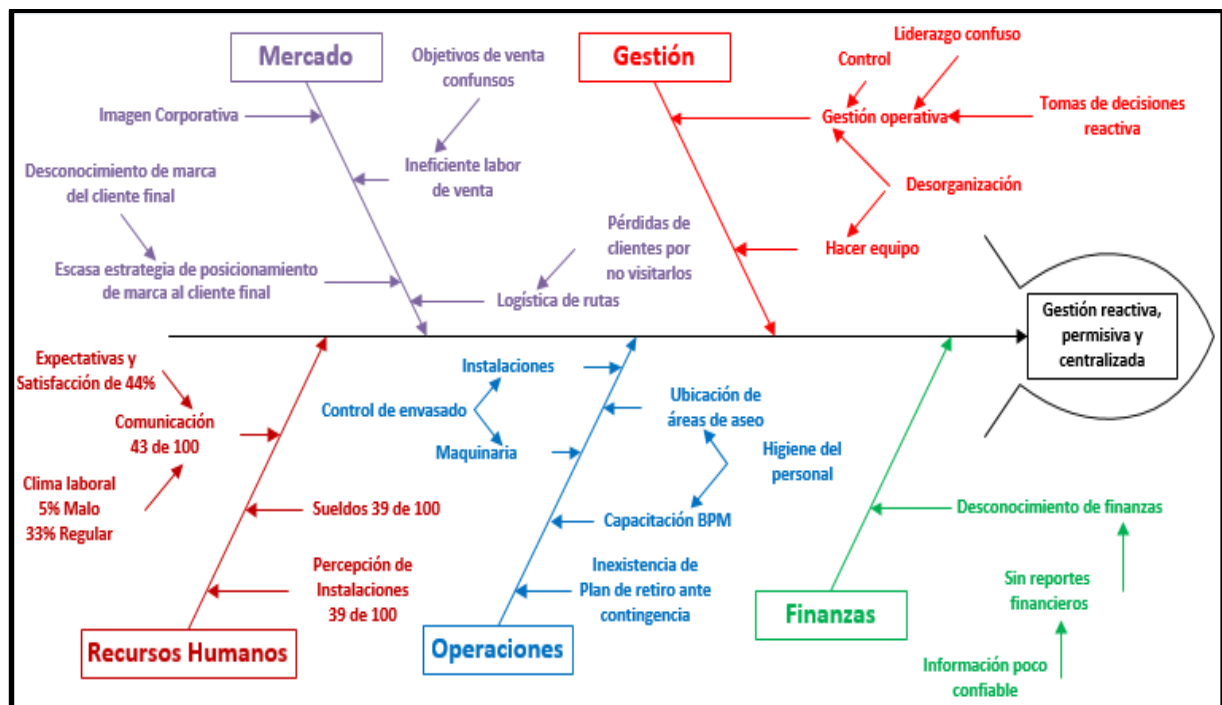 Mercado
Objetivos de venta
confunsos
Imagen Corporativa
Desconocimiento de marca
del cliente final
Ineficiente labor
de venta
Escasa estrategia de posicionamiento
de marca al cliente final
Pérdidas de
clientes por
no visitarlos
Logística de rutas
Gestión
Liderazgo confuso
Control
Gestión operativa
Tomas de decisiones
reactiva
Desorganización
Hacer equipo
Gestión reactiva,
permisiva y
centralizada
Expectativas y
Satisfacción de 44%
Comunicación
43 de 100
Clima laboral
5% Malo
33% Regular
Sueldos 39 de 100
Percepción de
Instalaciones
39 de 100
Recursos Humanos
Instalaciones
Control de envasado
Maquinaria
Ubicación de
áreas de aseo
Higiene del
personal
Capacitación BPM
Inexistencia de
Plan de retiro ante
contingencia
Operaciones
Desconocimiento de finanzas
Sin reportes
financieros
Información poco
confiable
Finanzas